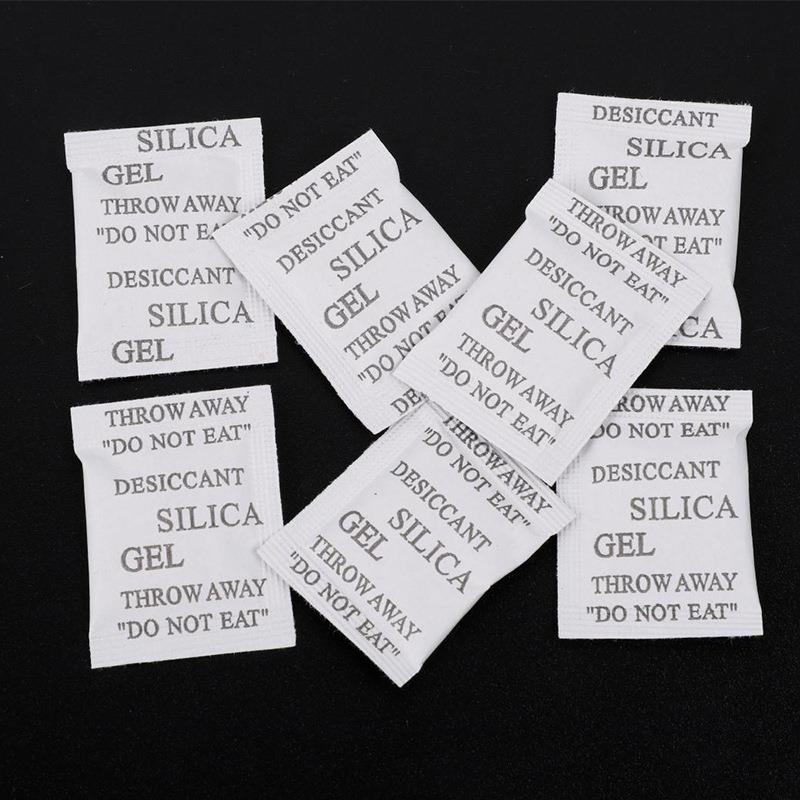 SILICA
GEL
THROW AWAY
"DO NOT
DESICCANT
SILICA
GEL
"DO NOT EAT"
DESICCANT
SILICA
GEL
THROW AWAY
"DO NOT
DESICCANT
SILICA
GEL
AWAY
EAT"
THROW AWAY
"DO NOT EAT"
DESICCANT
SILICA
GEL
THROW AWAY
"DO NOT EAT"
THROW AWAY
"DO NOT EAT"
DESICCANT
SILICA
GEL
THROW AWAY
"DO NOT EAT"
THROW AWAY
"DO NOT EAT"
DESICCANT
SILICA
GEL
THROW AWAY
"DO NOT EAT"
AWAY
DO NOT EAT"
DESICCANT
SILICA
GEL
THROW AWAY
"DO NOT EAT"